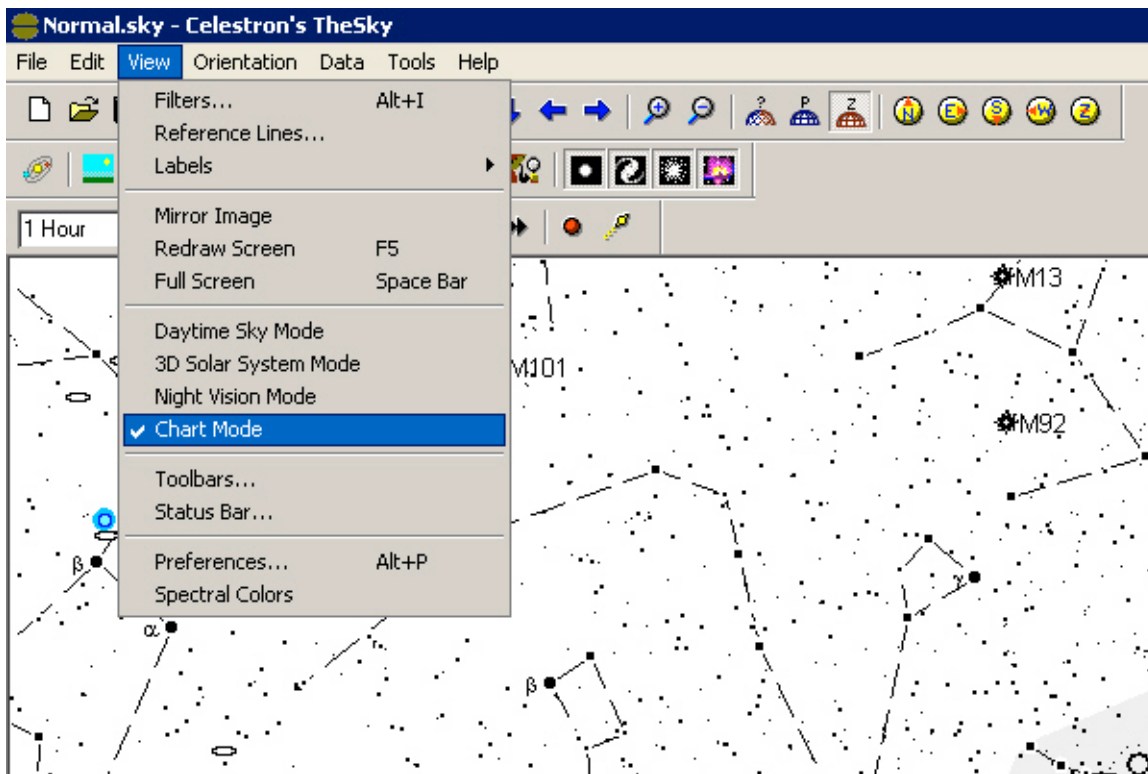 Normal.sky - Celestron's TheSky
File Edit View Orientation Data Tools Help
Filters... Alt+I
Reference Lines...
Labels
Mirror Image
Redraw Screen F5
Full Screen Space Bar
Daytime Sky Mode
3D Solar System Mode
Night Vision Mode
Chart Mode
Toolbars...
Status Bar...
Preferences... Alt+P
Spectral Colors
? P Z N E S W Z
1 Hour
M13
M101
M92
β
γ
α
β